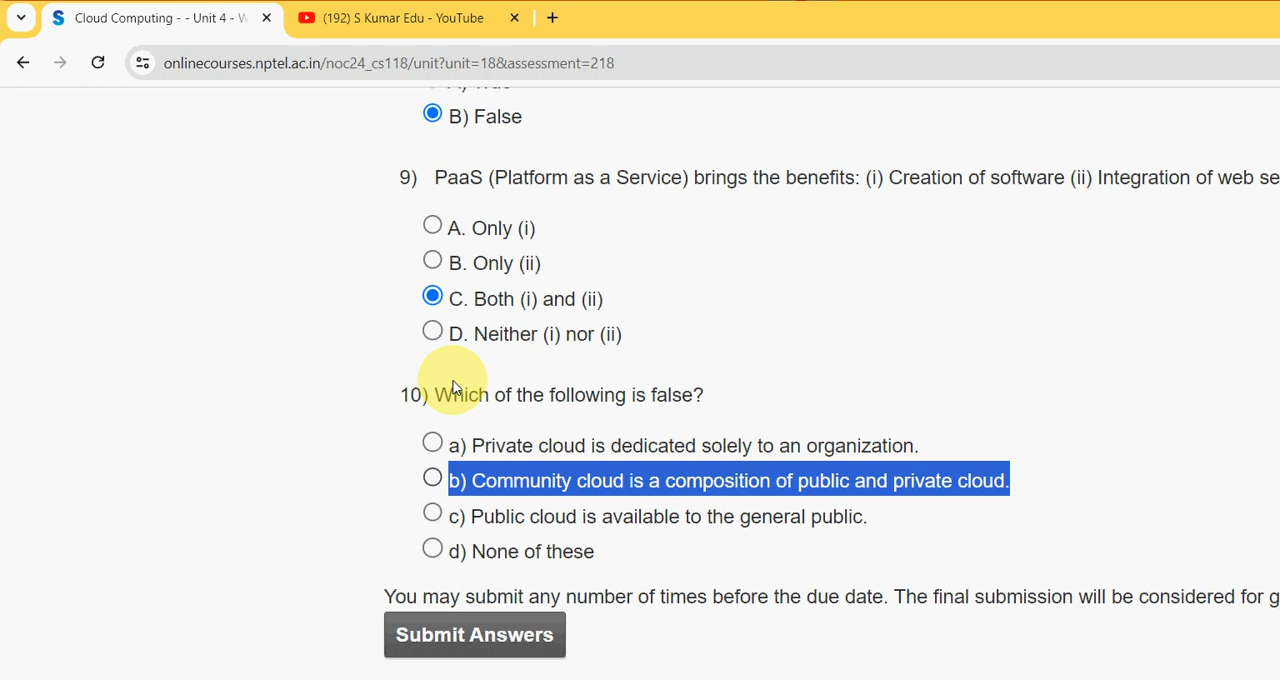 Cloud Computing - - Unit 4 - W
(192) S Kumar Edu - YouTube
onlinecourses.nptel.ac.in/noc24_cs118/unit?unit=18&assessment=218
B) False
9) PaaS (Platform as a Service) brings the benefits: (i) Creation of software (ii) Integration of web se
A. Only (i)
B. Only (ii)
C. Both (i) and (ii)
D. Neither (i) nor (ii)
10) Which of the following is false?
a) Private cloud is dedicated solely to an organization.
b) Community cloud is a composition of public and private cloud.
c) Public cloud is available to the general public.
d) None of these
You may submit any number of times before the due date. The final submission will be considered for g
Submit Answers